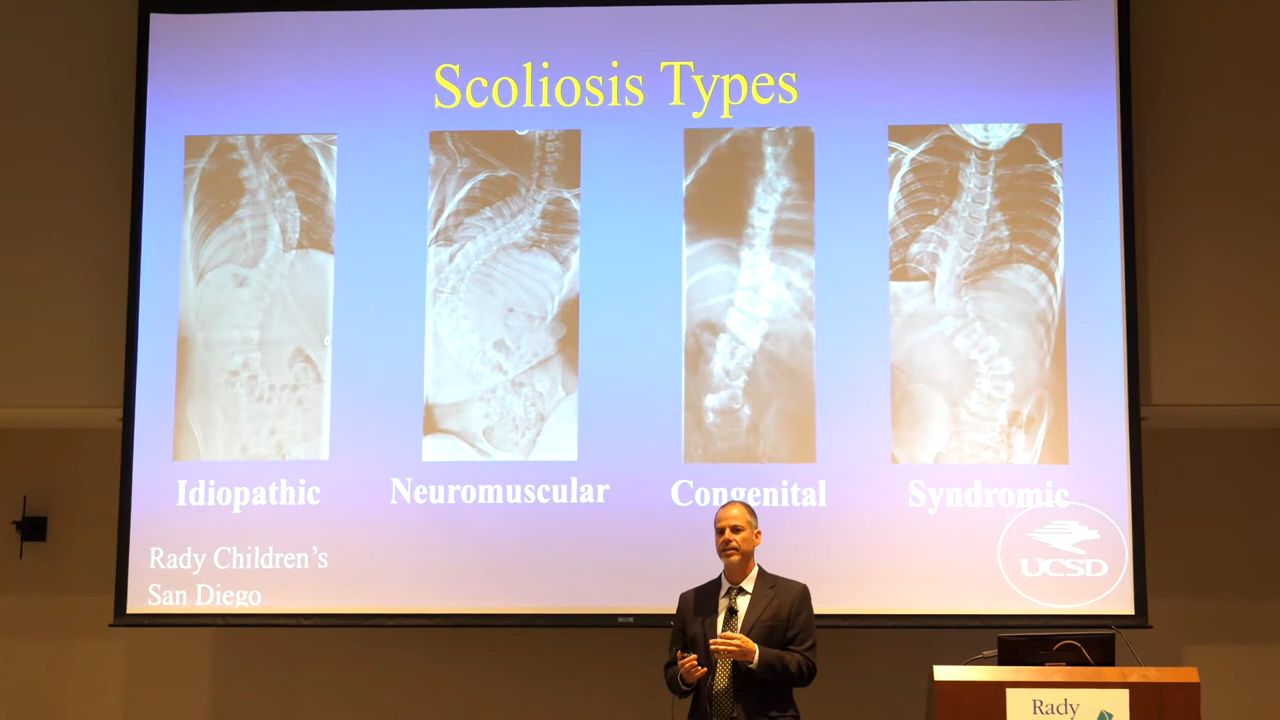 Scoliosis Types
Idiopathic
Neuromuscular
Congenital
Syndromic
Rady Children's
San Diego
UCSD
Rady